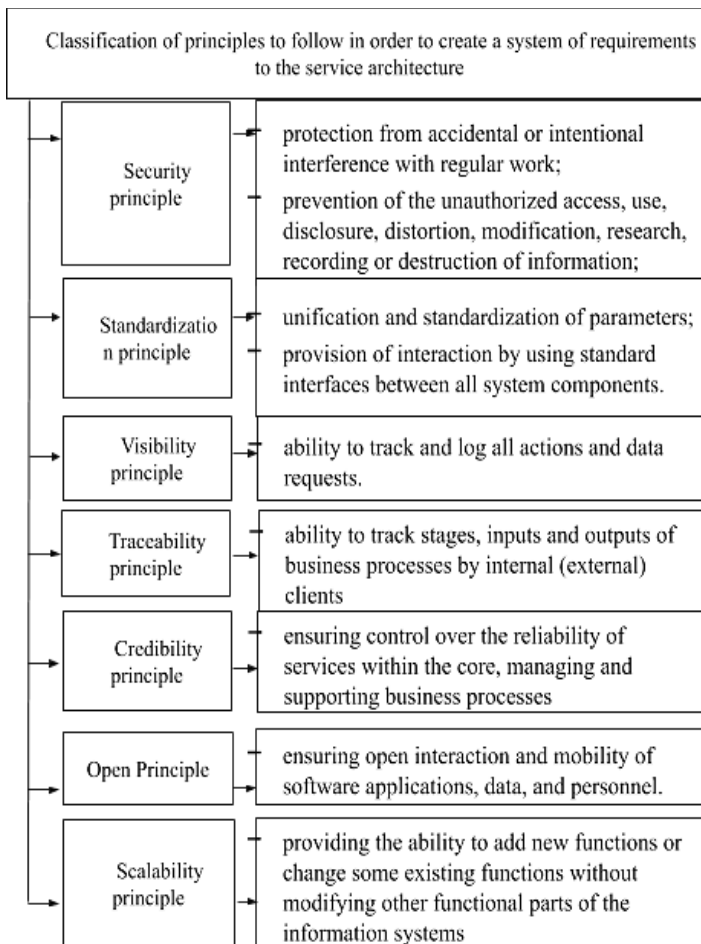 Classification of principles to follow in order to create a system of requirements
to the service architecture
Security
principle
protection from accidental or intentional
interference with regular work;
prevention of the unauthorized access, use,
disclosure, distortion, modification, research,
recording or destruction of information;
Standardizatio
n principle
unification and standardization of parameters;
provision of interaction by using standard
interfaces between all system components.
Visibility
principle
ability to track and log all actions and data
requests.
Traceability
principle
ability to track stages, inputs and outputs of
business processes by internal (external)
clients
Credibility
principle
ensuring control over the reliability of
services within the core, managing and
supporting business processes
Open Principle
ensuring open interaction and mobility of
software applications, data, and personnel.
Scalability
principle
providing the ability to add new functions or
change some existing functions without
modifying other functional parts of the
information systems